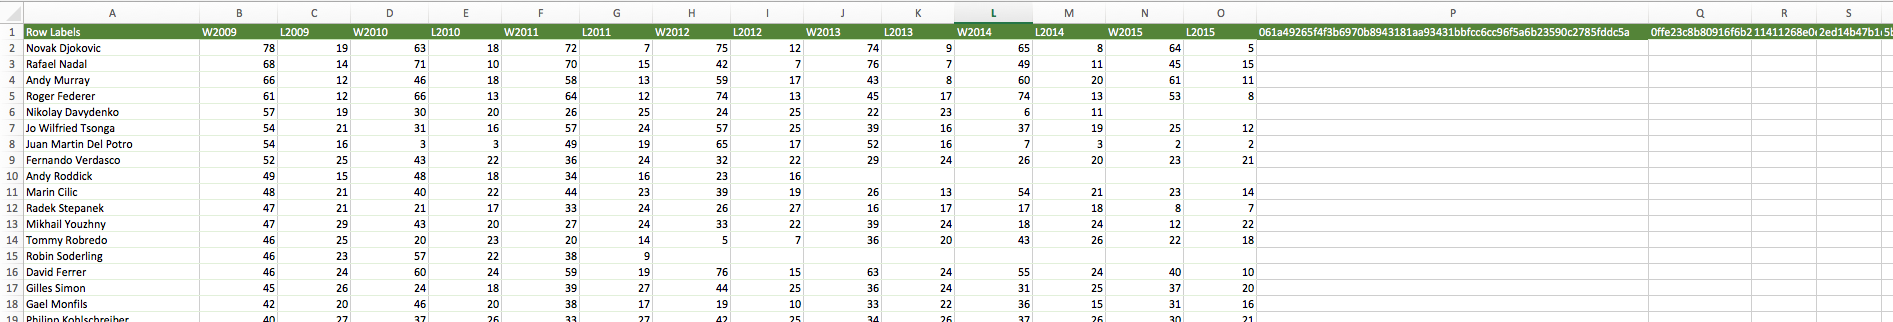 A B C D E F G H I J K L M N O P Q R S
1 Row Labels W2009 L2009 W2010 L2010 W2011 L2011 W2012 L2012 W2013 L2013 W2014 L2014 W2015 L2015 061a49265f4f3b6970b8943181aa93431bbfcc6cc96f5a6b23590c2785fddc5a 0ffe23c8b80916f6b2 11411268e0 2ed14b47b1
2 Novak Djokovic 78 19 63 18 72 7 75 12 74 9 65 8 64 5
3 Rafael Nadal 68 14 71 10 70 15 42 7 76 7 49 11 45 15
4 Andy Murray 66 12 46 18 58 13 59 17 43 8 60 20 61 11
5 Roger Federer 61 12 66 13 64 12 74 13 45 17 74 13 53 8
6 Nikolay Davydenko 57 19 30 20 26 25 24 25 22 23 6 11
7 Jo Wilfried Tsonga 54 21 31 16 57 24 57 25 39 16 37 19 25 12
8 Juan Martin Del Potro 54 16 3 3 49 19 65 17 52 16 7 3 2 2
9 Fernando Verdasco 52 25 43 22 36 24 32 22 29 24 26 20 23 21
10 Andy Roddick 49 15 48 18 34 16 23 16
11 Marin Cilic 48 21 40 22 44 23 39 19 26 13 54 21 23 14
12 Radek Stepanek 47 21 21 17 33 24 26 27 16 17 17 18 8 7
13 Mikhail Youzhny 47 29 43 20 27 24 33 22 39 24 18 24 12 22
14 Tommy Robredo 46 25 20 23 20 14 5 7 36 20 43 26 22 18
15 Robin Soderling 46 23 57 22 38 9
16 David Ferrer 46 24 60 24 59 19 76 15 63 24 55 24 40 10
17 Gilles Simon 45 26 24 18 39 27 44 25 36 24 31 25 37 20
18 Gael Monfils 42 20 46 20 38 17 19 10 33 22 36 15 31 16
19 Philipp Kohlschreiber 40 27 37 26 33 27 42 25 34 26 37 26 30 21